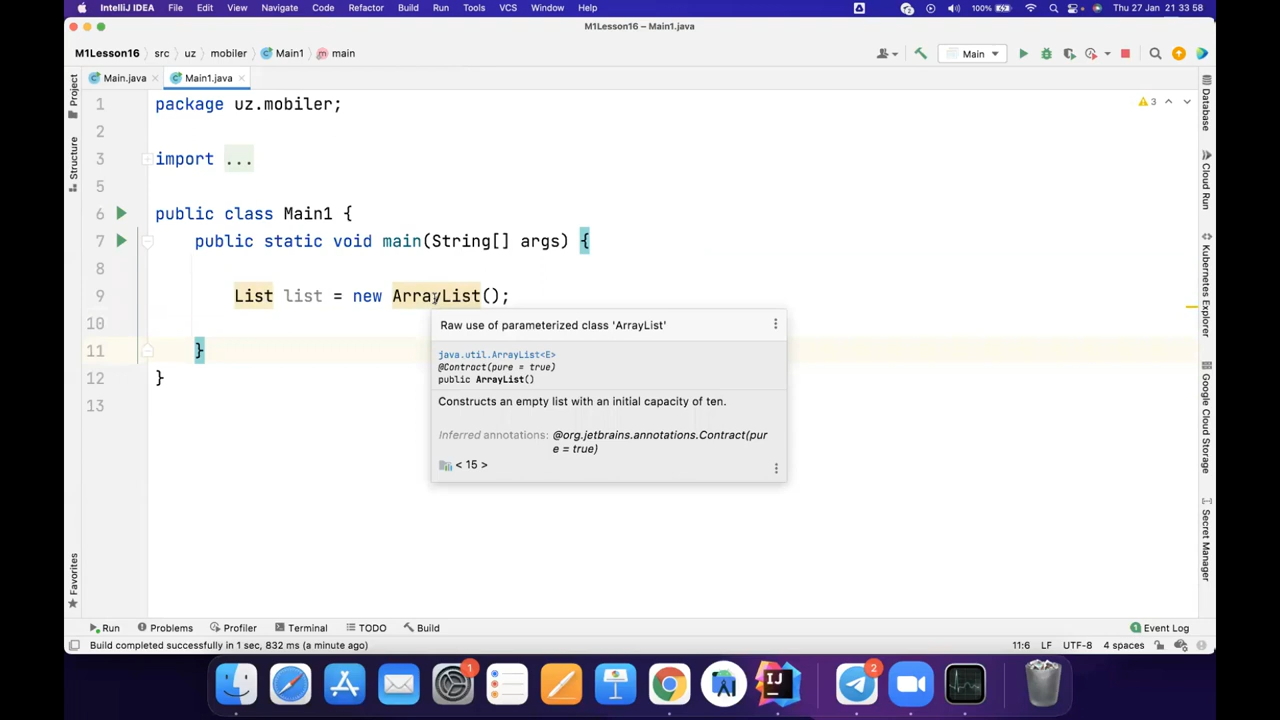 IntelliJ IDEA File Edit View Navigate Code Refactor Build Run Tools VCS Window Help 100% Thu 27 Jan 21 33 58
M1Lesson16 – Main1.java
M1Lesson16 src uz mobiler Main1 main Main
Main.java Main1.java
Project
Structure
Favorites
1 package uz.mobiler;
2
3 import ...
5
6 public class Main1 {
7 public static void main(String[] args) {
8
9 List list = new ArrayList();
10
11 }
12 }
13
3
Raw use of parameterized class 'ArrayList'
java.util.ArrayList<E>
@Contract(pure = true)
public ArrayList()
Constructs an empty list with an initial capacity of ten.
Inferred annotations: @org.jetbrains.annotations.Contract(pur
e = true)
< 15 >
Database
Cloud Run
Kubernetes Explorer
Google Cloud Storage
Secret Manager
Run Problems Profiler Terminal TODO Build 1 Event Log
Build completed successfully in 1 sec, 832 ms (a minute ago) 11:6 LF UTF-8 4 spaces
1
IJ
2